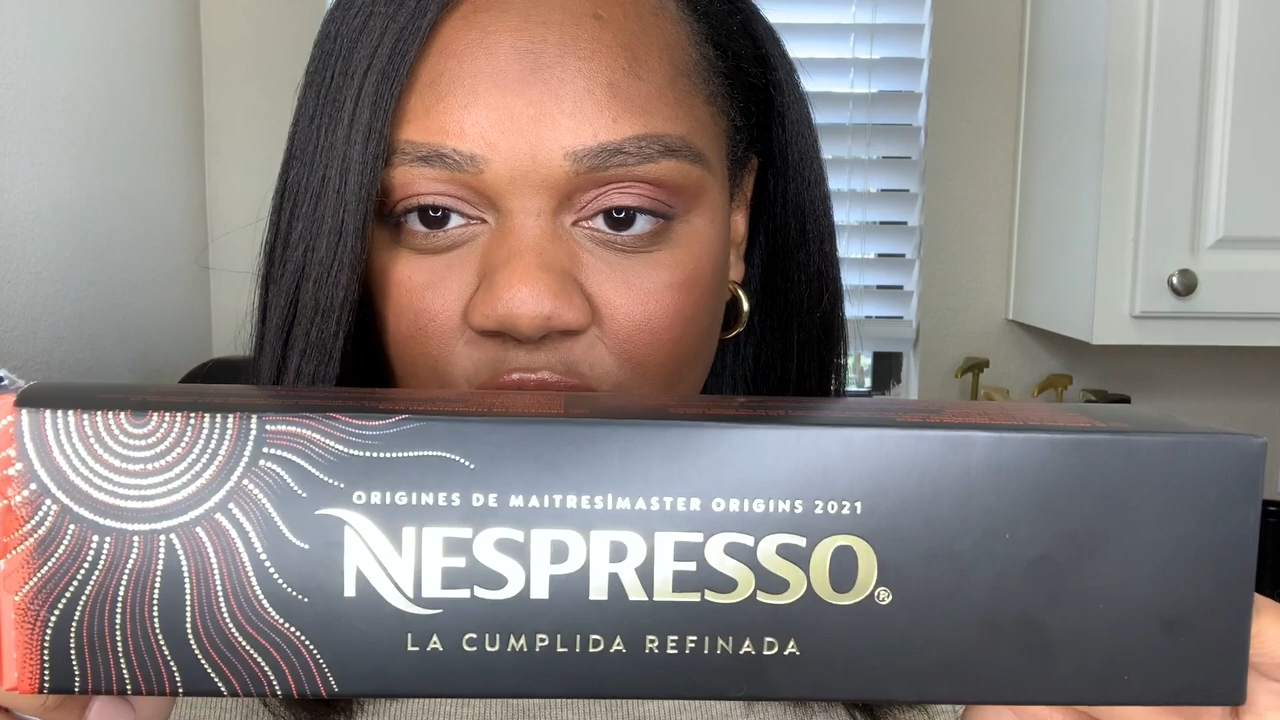 ORIGINES DE MAITRES|MASTER ORIGINS 2021
NESPRESSO®
LA CUMPLIDA REFINADA